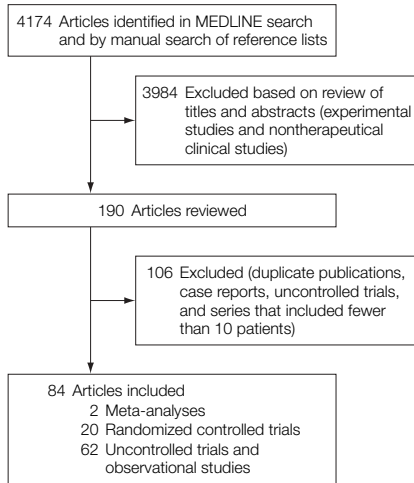 4174 Articles identified in MEDLINE search
and by manual search of reference lists
3984 Excluded based on review of
titles and abstracts (experimental
studies and nontherapeutical
clinical studies)
190 Articles reviewed
106 Excluded (duplicate publications,
case reports, uncontrolled trials,
and series that included fewer
than 10 patients)
84 Articles included
2 Meta-analyses
20 Randomized controlled trials
62 Uncontrolled trials and
observational studies